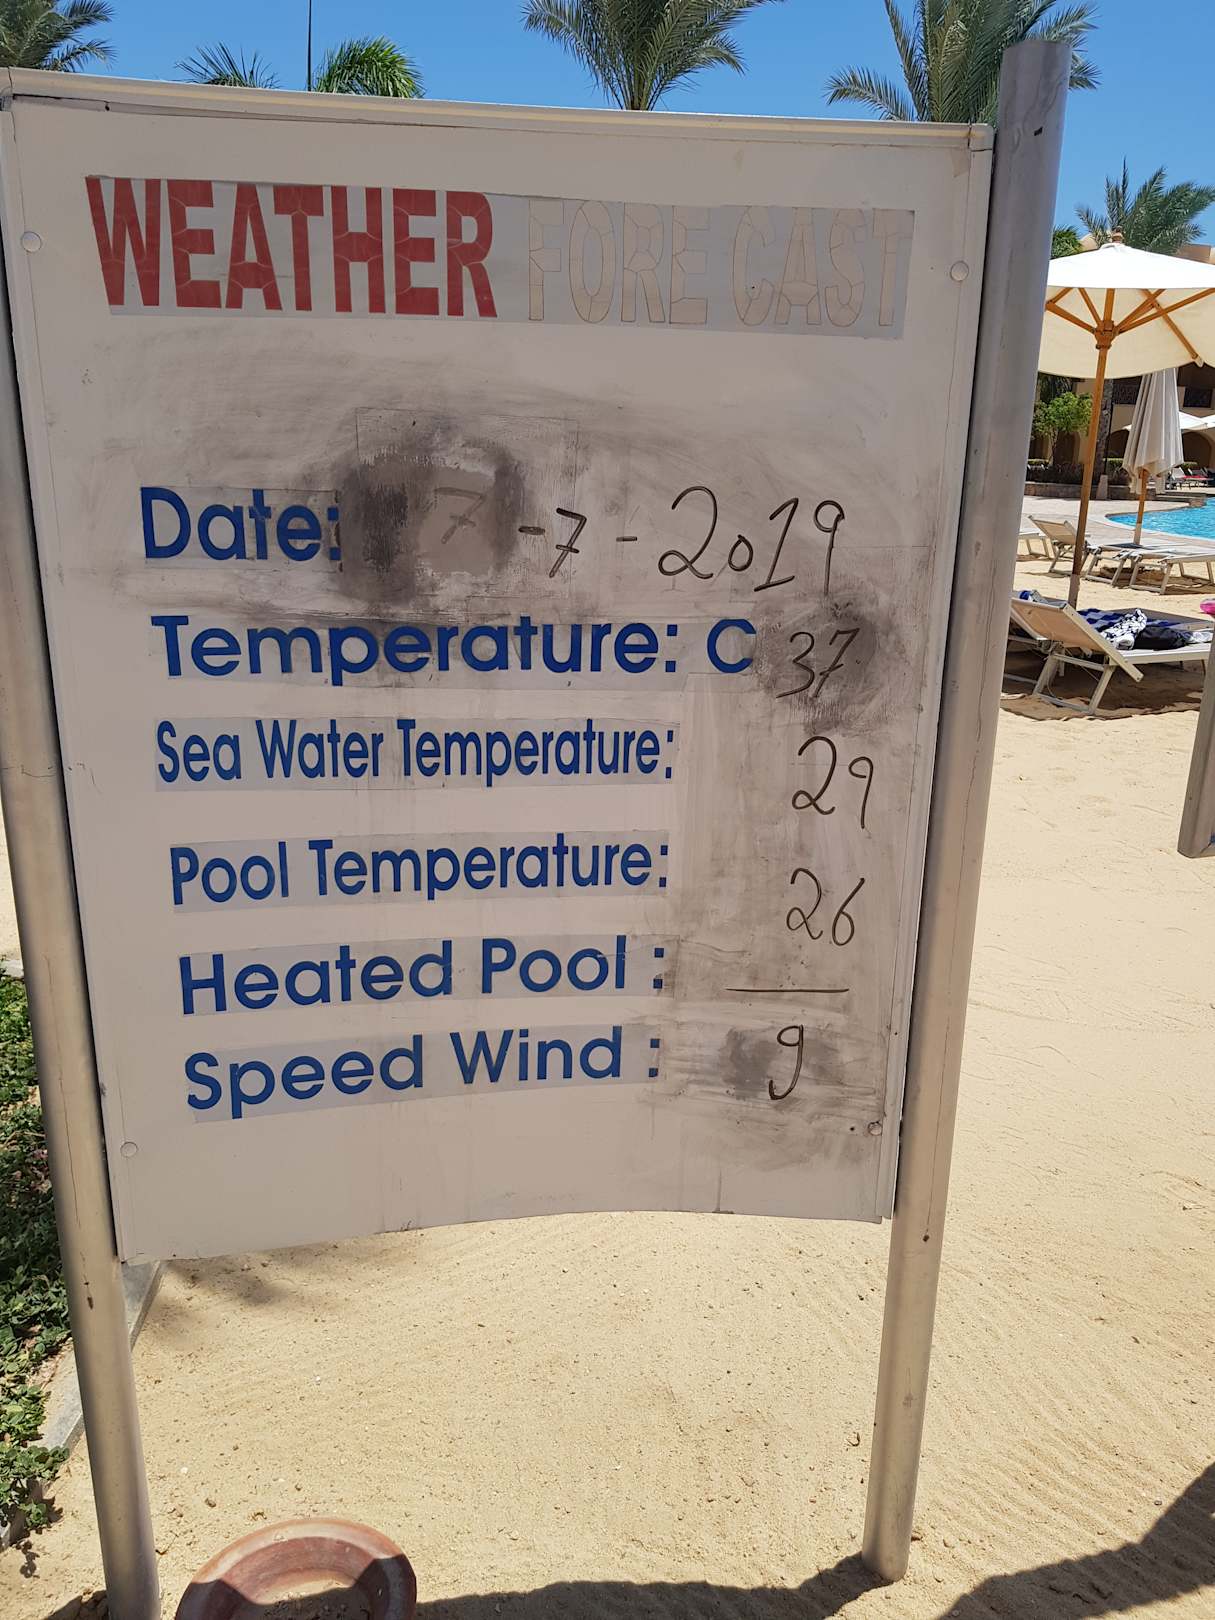 WEATHER FORE CAST
Date: 7 - 7 - 2019
Temperature: C 37
Sea Water Temperature: 29
Pool Temperature: 26
Heated Pool : —
Speed Wind : 9